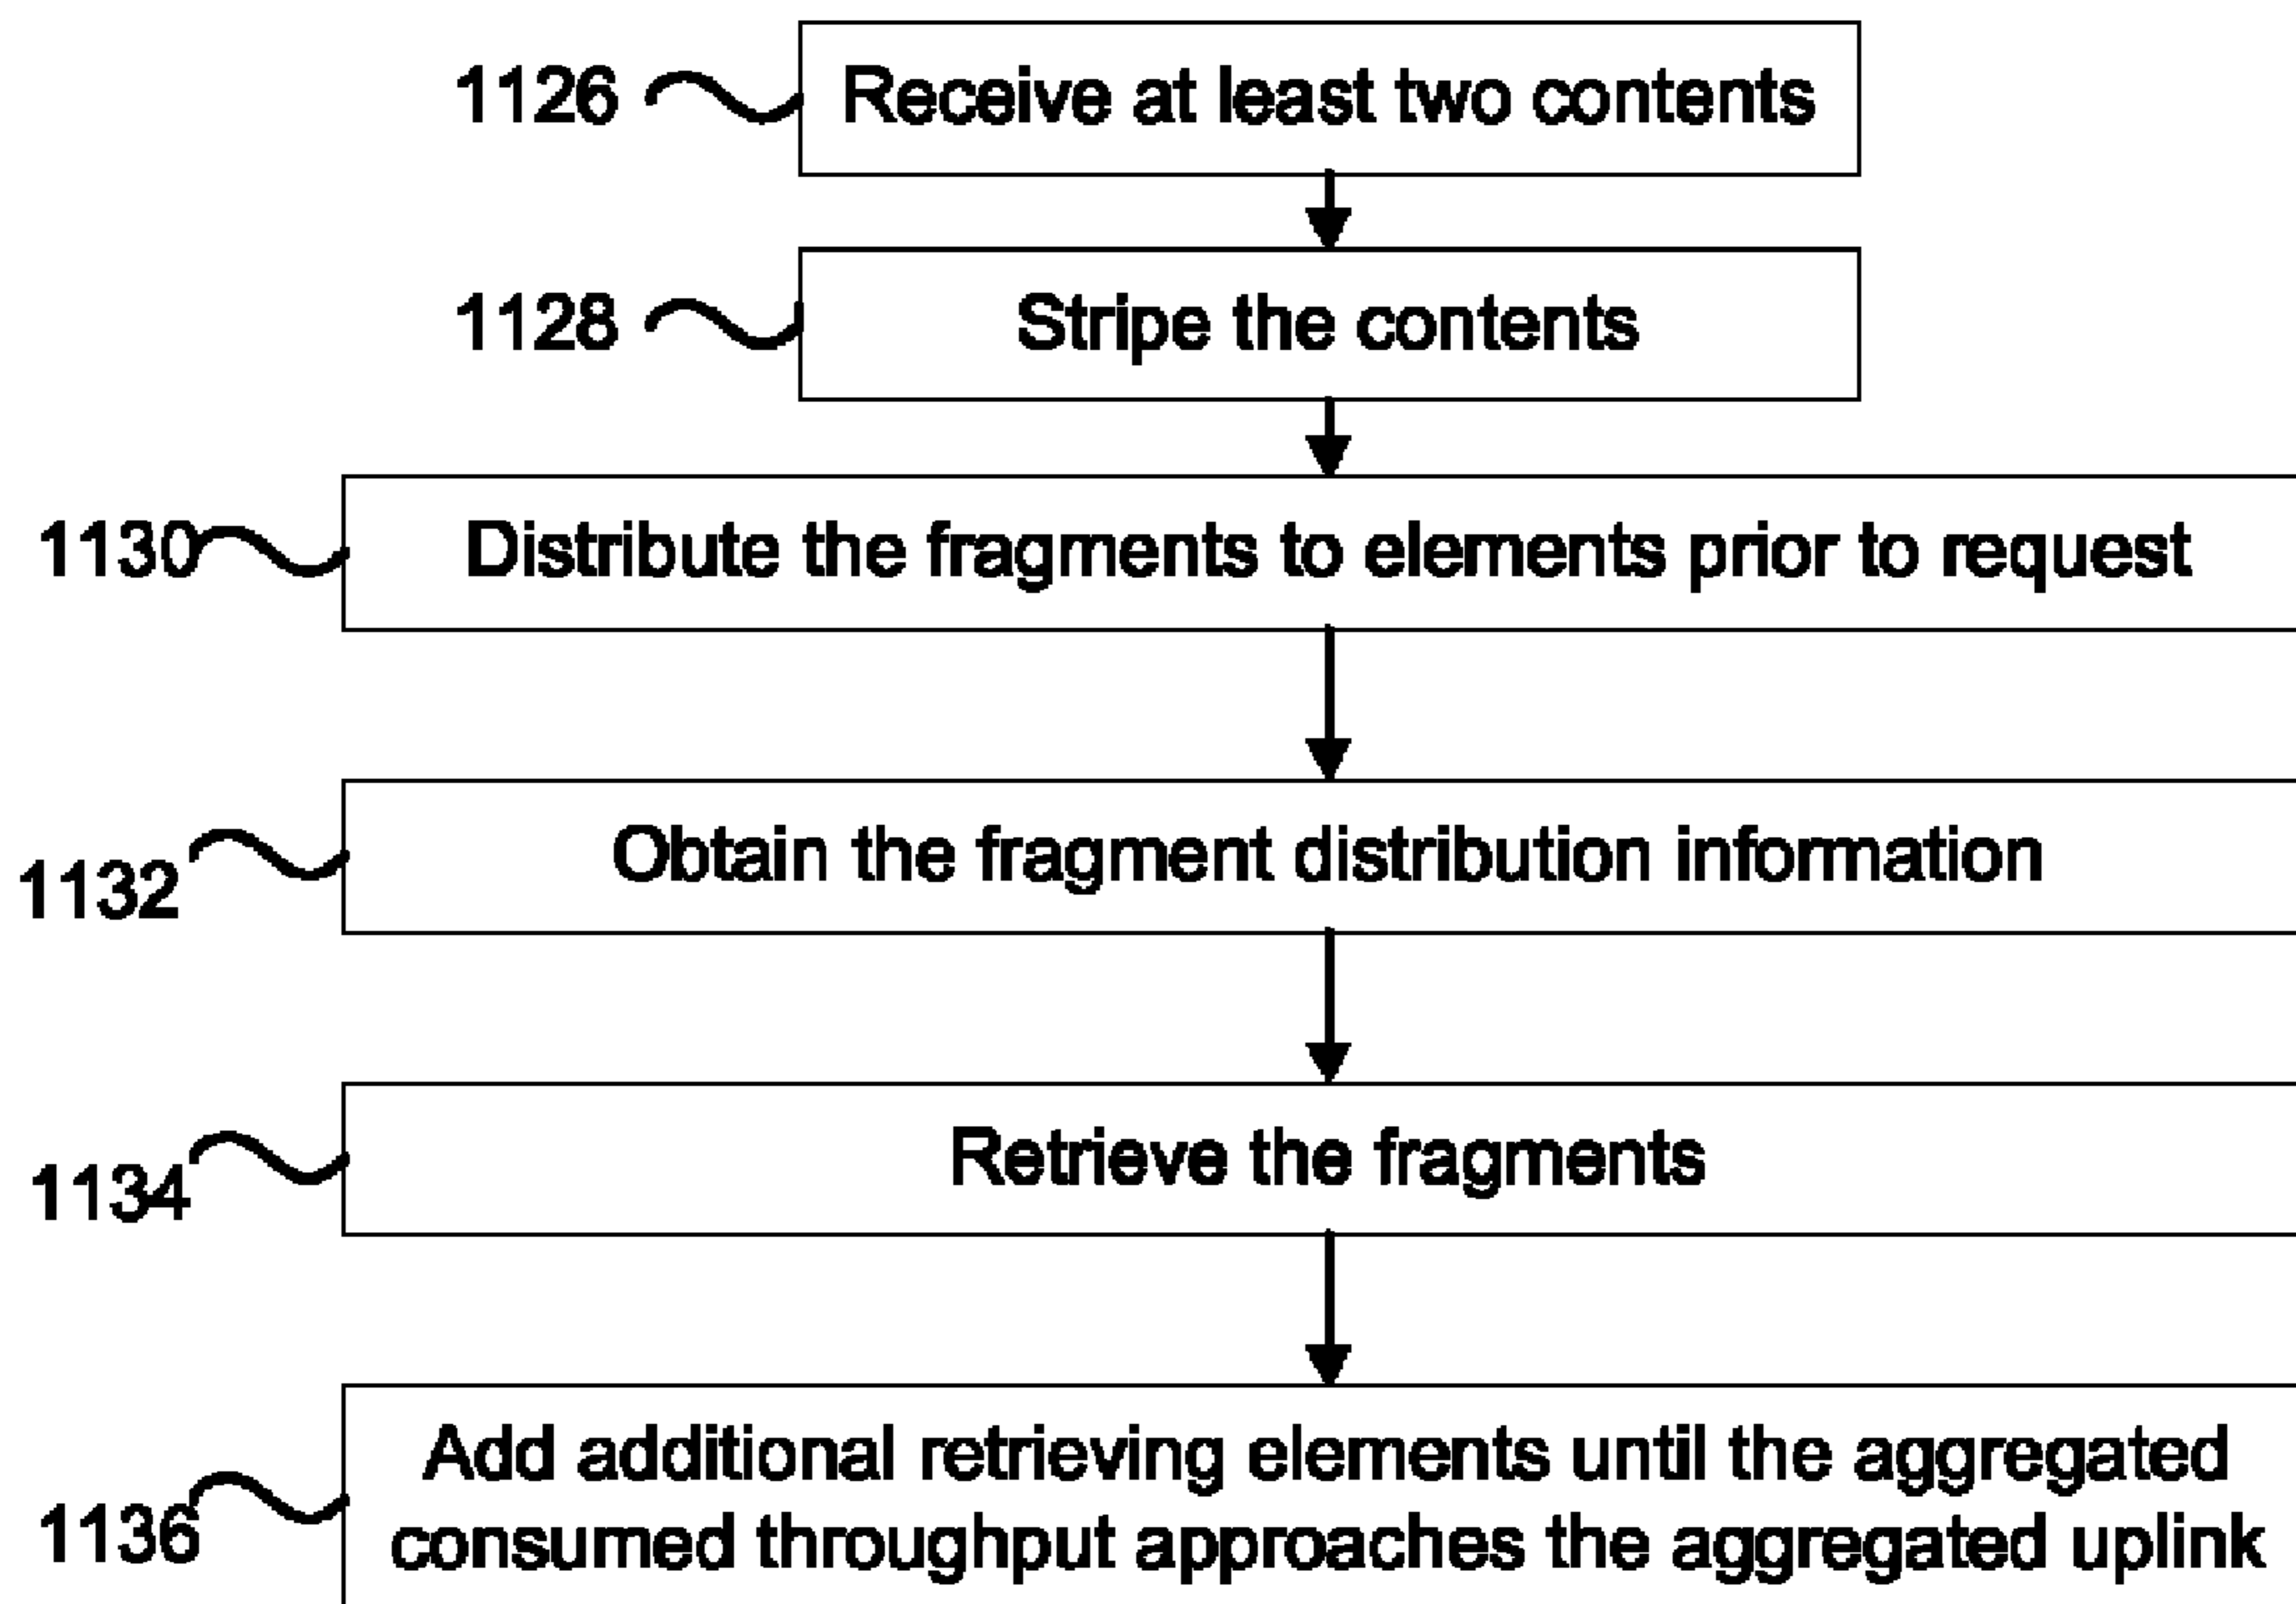 1126 Receive at least two contents
1128 Stripe the contents
1130 Distribute the fragments to elements prior to request
1132 Obtain the fragment distribution information
1134 Retrieve the fragments
1136 Add additional retrieving elements until the aggregated
consumed throughput approaches the aggregated uplink